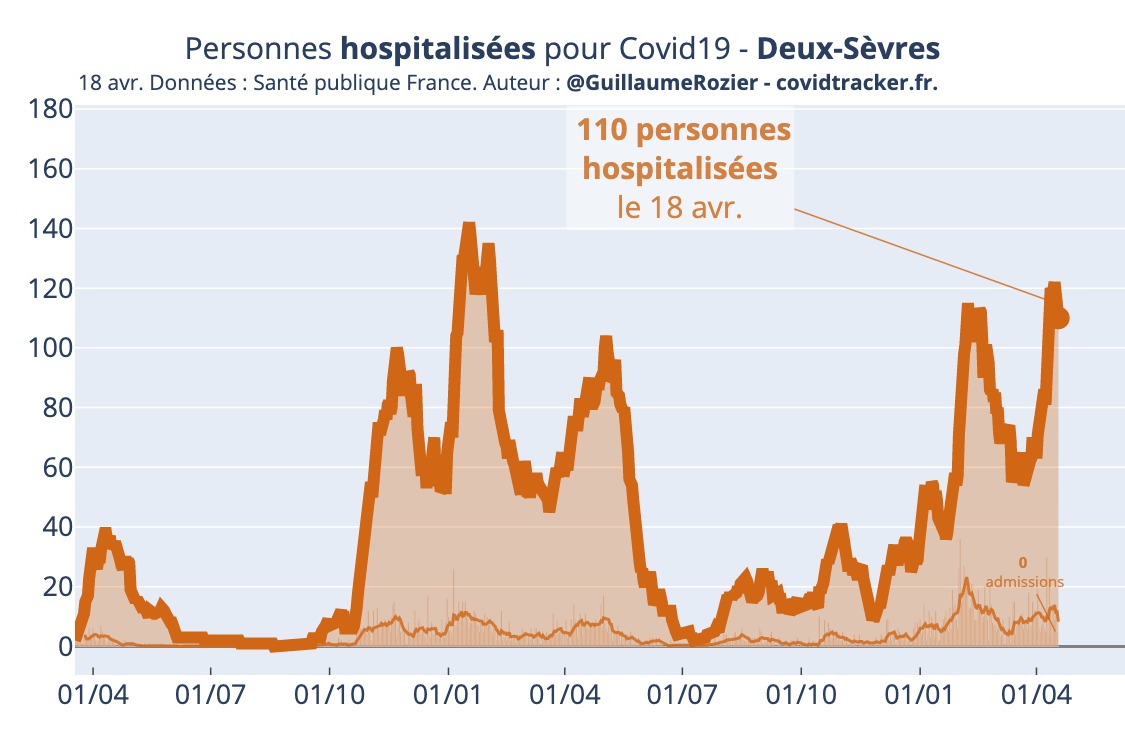 Personnes hospitalisées pour Covid19 - Deux-Sèvres
18 avr. Données : Santé publique France. Auteur : @GuillaumeRozier - covidtracker.fr.
180
160
140
120
100
80
60
40
20
0
110 personnes
hospitalisées
le 18 avr.
0
admissions
01/04 01/07 01/10 01/01 01/04 01/07 01/10 01/01 01/04